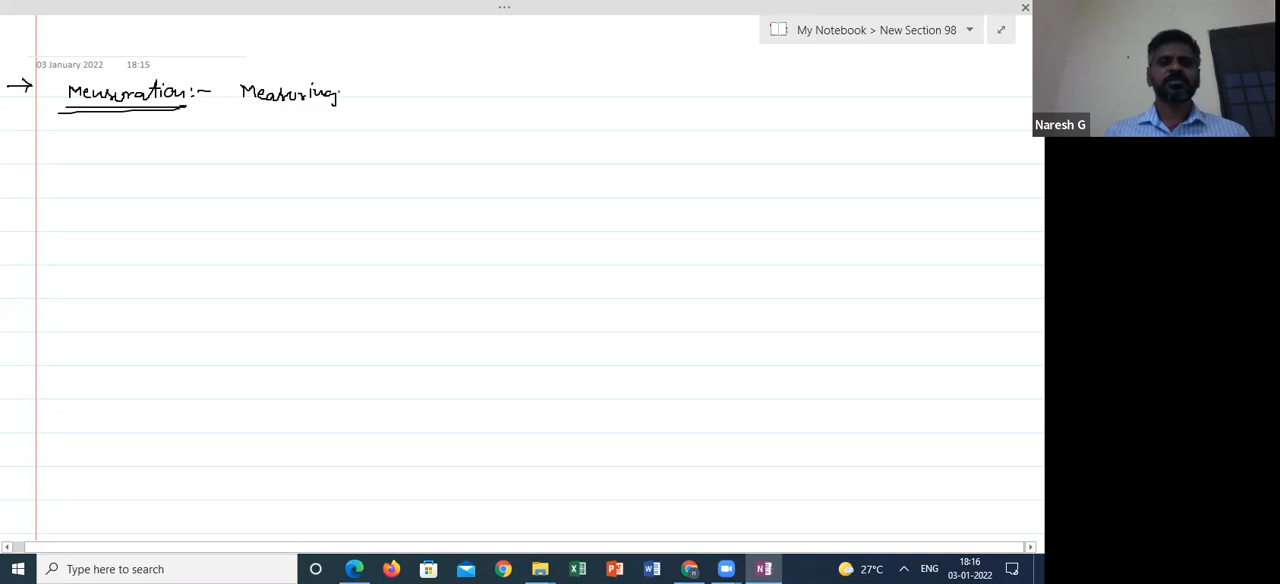 My Notebook > New Section 98
03 January 2022 18:15
→ Mensuration :- Measuring
Naresh G
Type here to search
27°C
ENG
18:16
03-01-2022